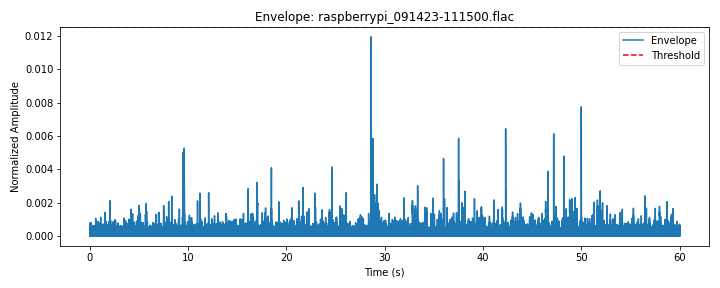 Envelope: raspberrypi_091423-111500.flac
Envelope
Threshold
Normalized Amplitude
0.012
0.010
0.008
0.006
0.004
0.002
0.000
0 10 20 30 40 50 60
Time (s)